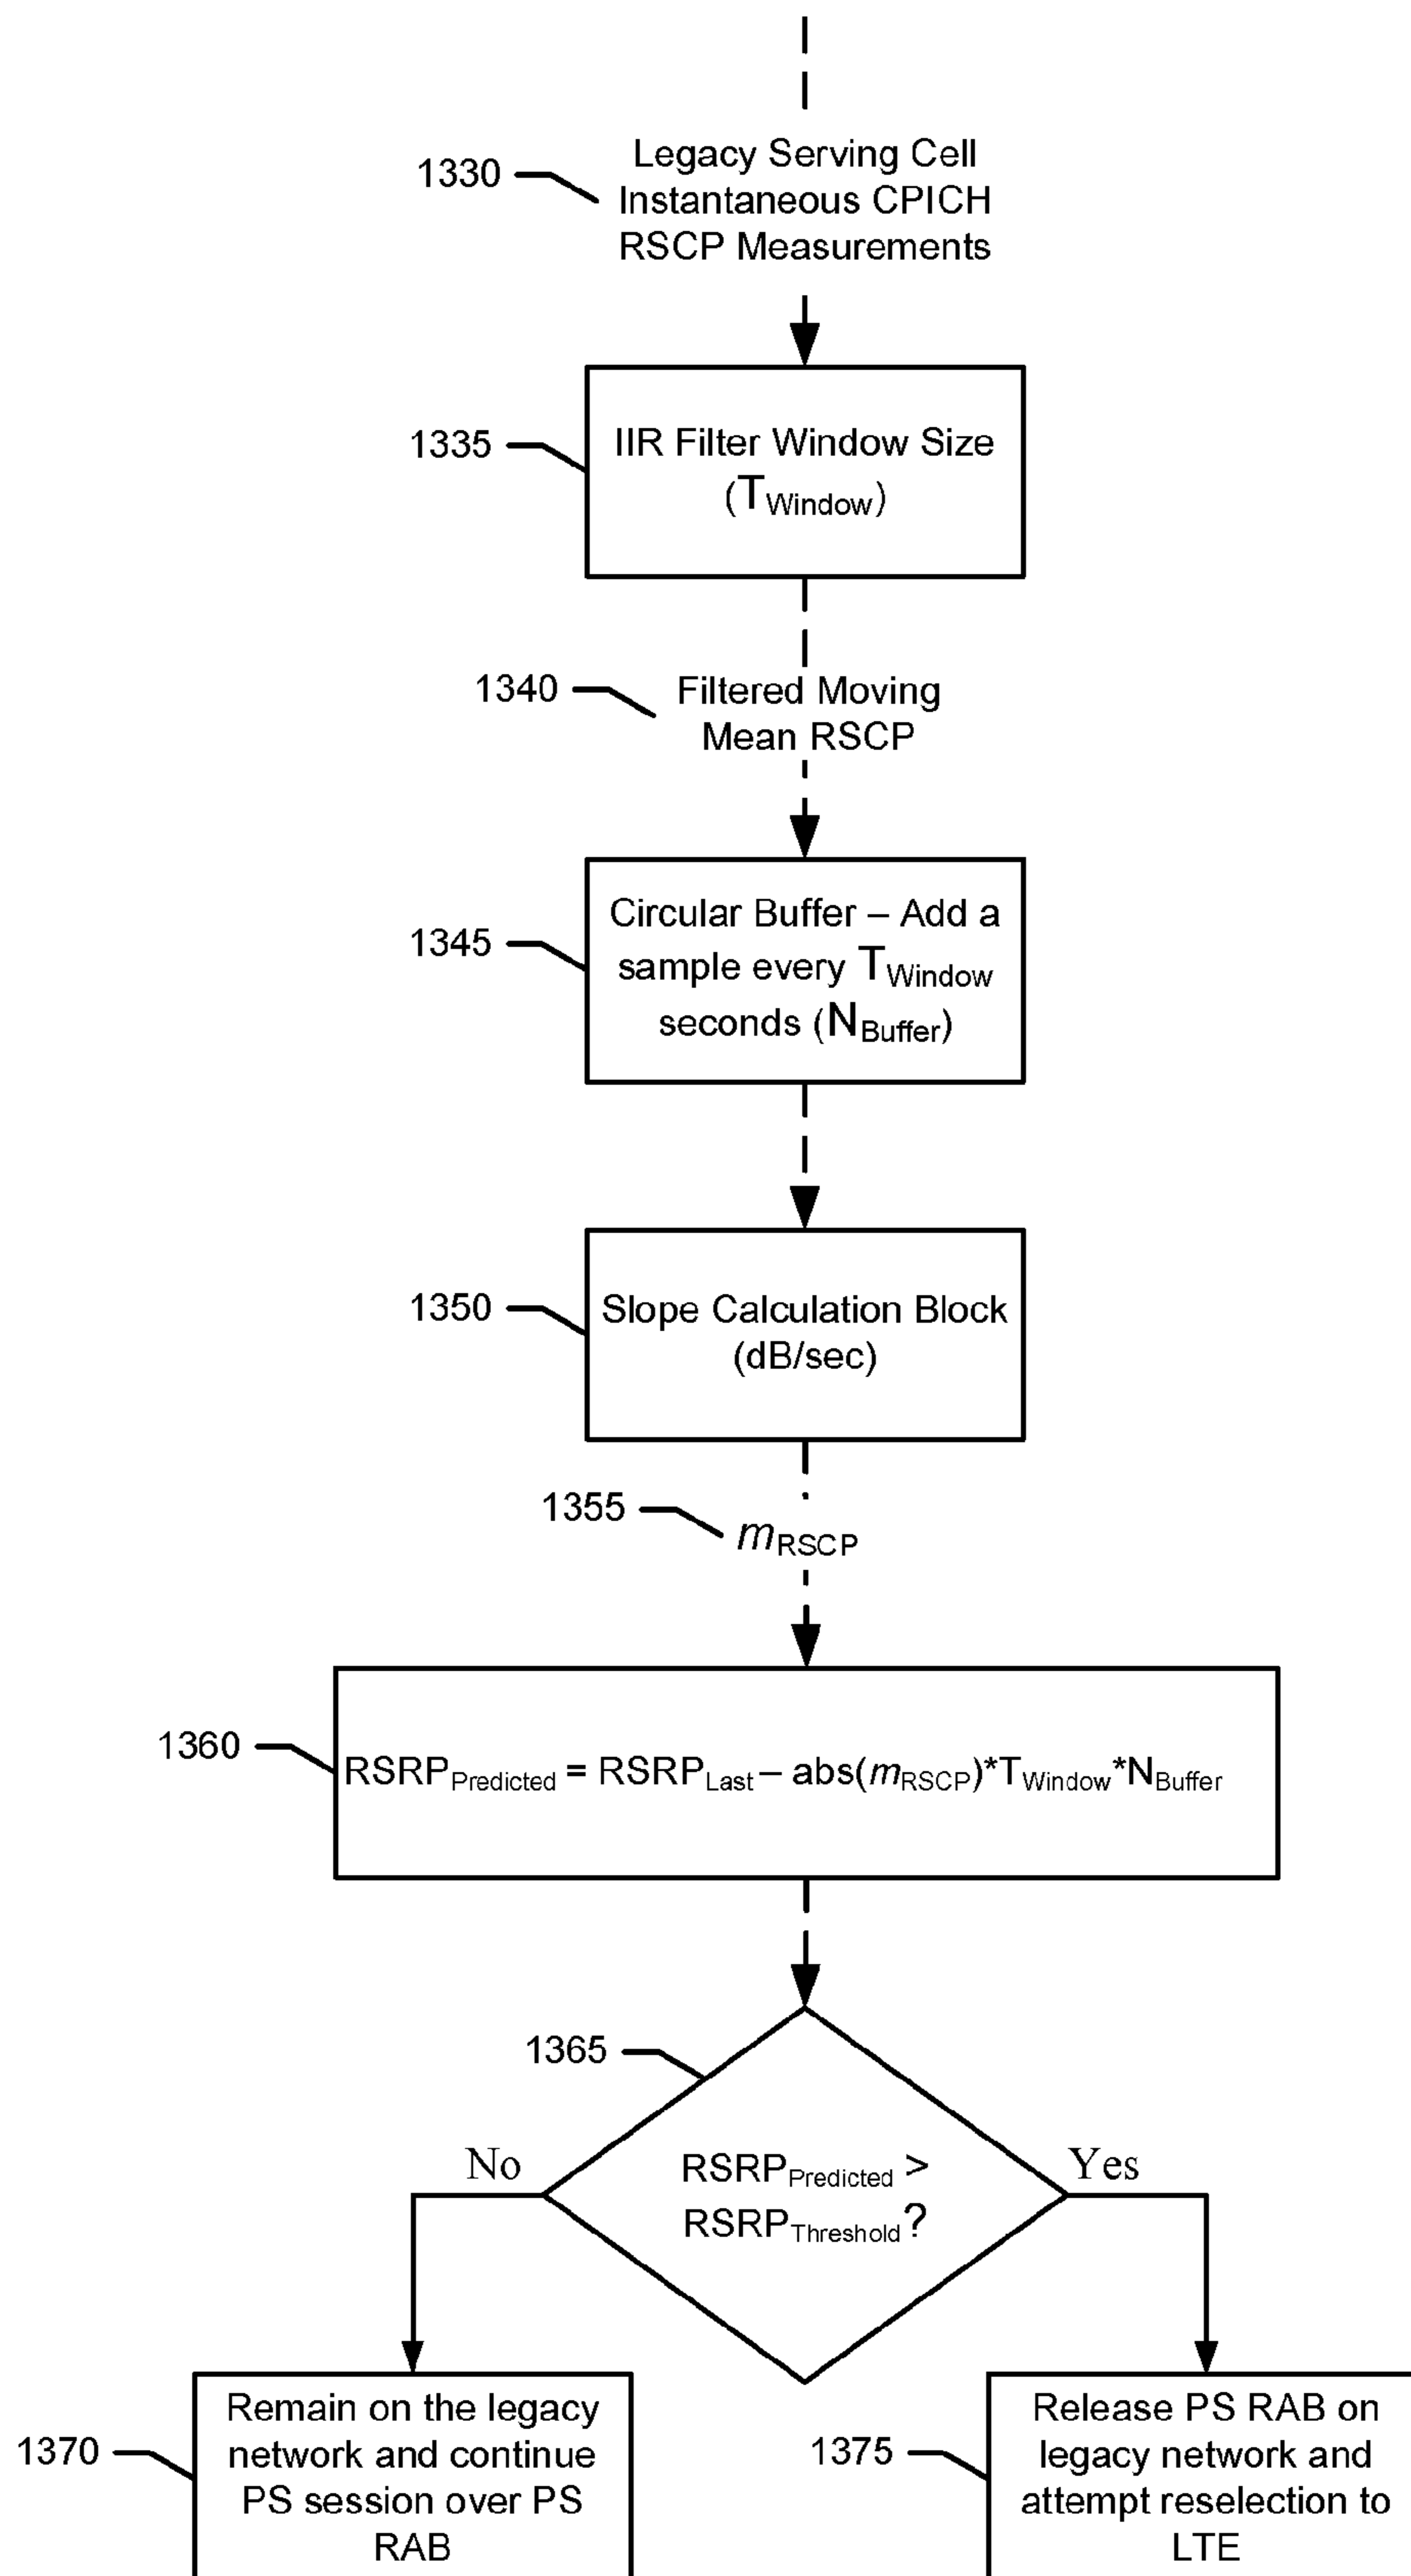 1330
Legacy Serving Cell
Instantaneous CPICH
RSCP Measurements
1335
IIR Filter Window Size
(TWindow)
1340
Filtered Moving
Mean RSCP
1345
Circular Buffer – Add a
sample every TWindow
seconds (NBuffer)
1350
Slope Calculation Block
(dB/sec)
1355
mRSCP
1360
RSRPPredicted = RSRPLast – abs(mRSCP)*TWindow*NBuffer
1365
No
Yes
RSRPPredicted >
RSRPThreshold?
1370
Remain on the legacy
network and continue
PS session over PS
RAB
1375
Release PS RAB on
legacy network and
attempt reselection to
LTE